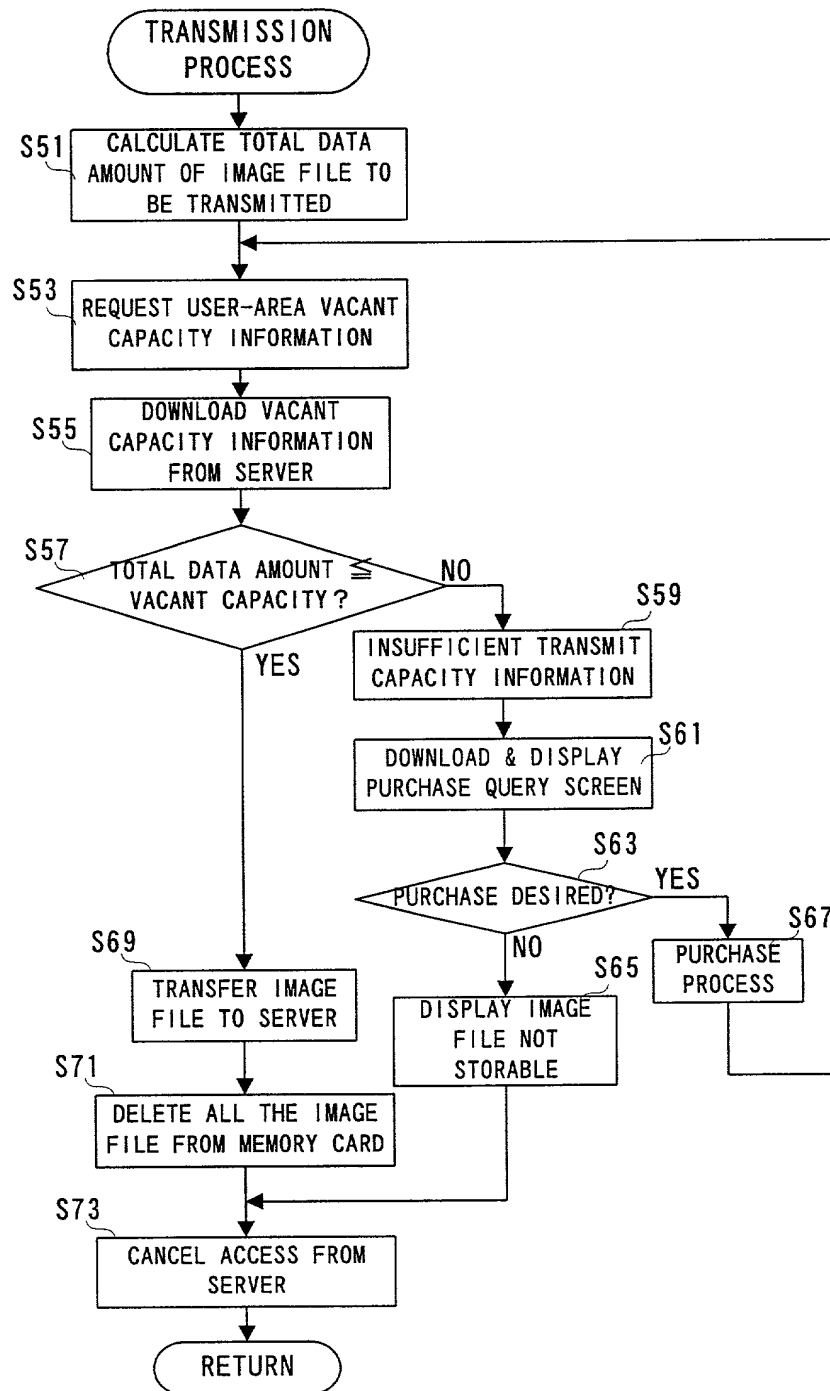 TRANSMISSION
PROCESS
S51
CALCULATE TOTAL DATA
AMOUNT OF IMAGE FILE TO
BE TRANSMITTED
S53
REQUEST USER-AREA VACANT
CAPACITY INFORMATION
S55
DOWNLOAD VACANT
CAPACITY INFORMATION
FROM SERVER
S57
TOTAL DATA AMOUNT ≦
VACANT CAPACITY?
NO
YES
S59
INSUFFICIENT TRANSMIT
CAPACITY INFORMATION
S61
DOWNLOAD & DISPLAY
PURCHASE QUERY SCREEN
S63
PURCHASE DESIRED?
YES
NO
S67
PURCHASE
PROCESS
S65
DISPLAY IMAGE
FILE NOT
STORABLE
S69
TRANSFER IMAGE
FILE TO SERVER
S71
DELETE ALL THE IMAGE
FILE FROM MEMORY CARD
S73
CANCEL ACCESS FROM
SERVER
RETURN